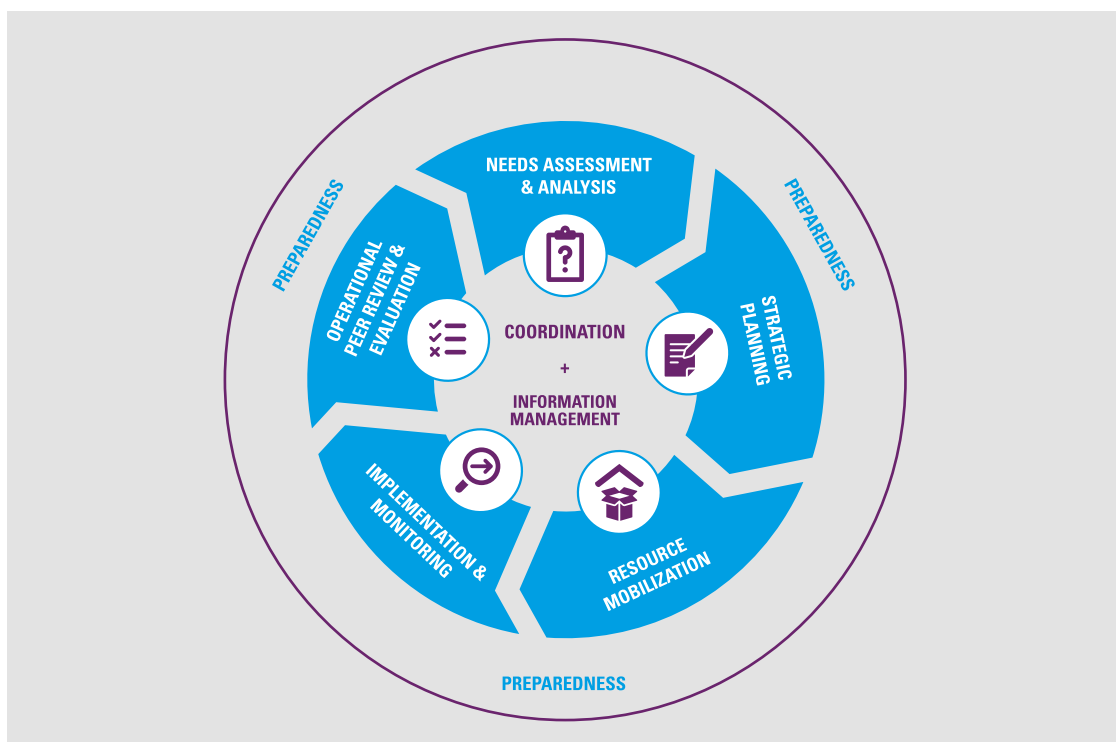 NEEDS ASSESSMENT
& ANALYSIS
PREPAREDNESS
PREPAREDNESS
OPERATIONAL
PEER REVIEW &
EVALUATION
STRATEGIC
PLANNING
COORDINATION
+
INFORMATION
MANAGEMENT
IMPLEMENTATION &
MONITORING
RESOURCE
MOBILIZATION
PREPAREDNESS